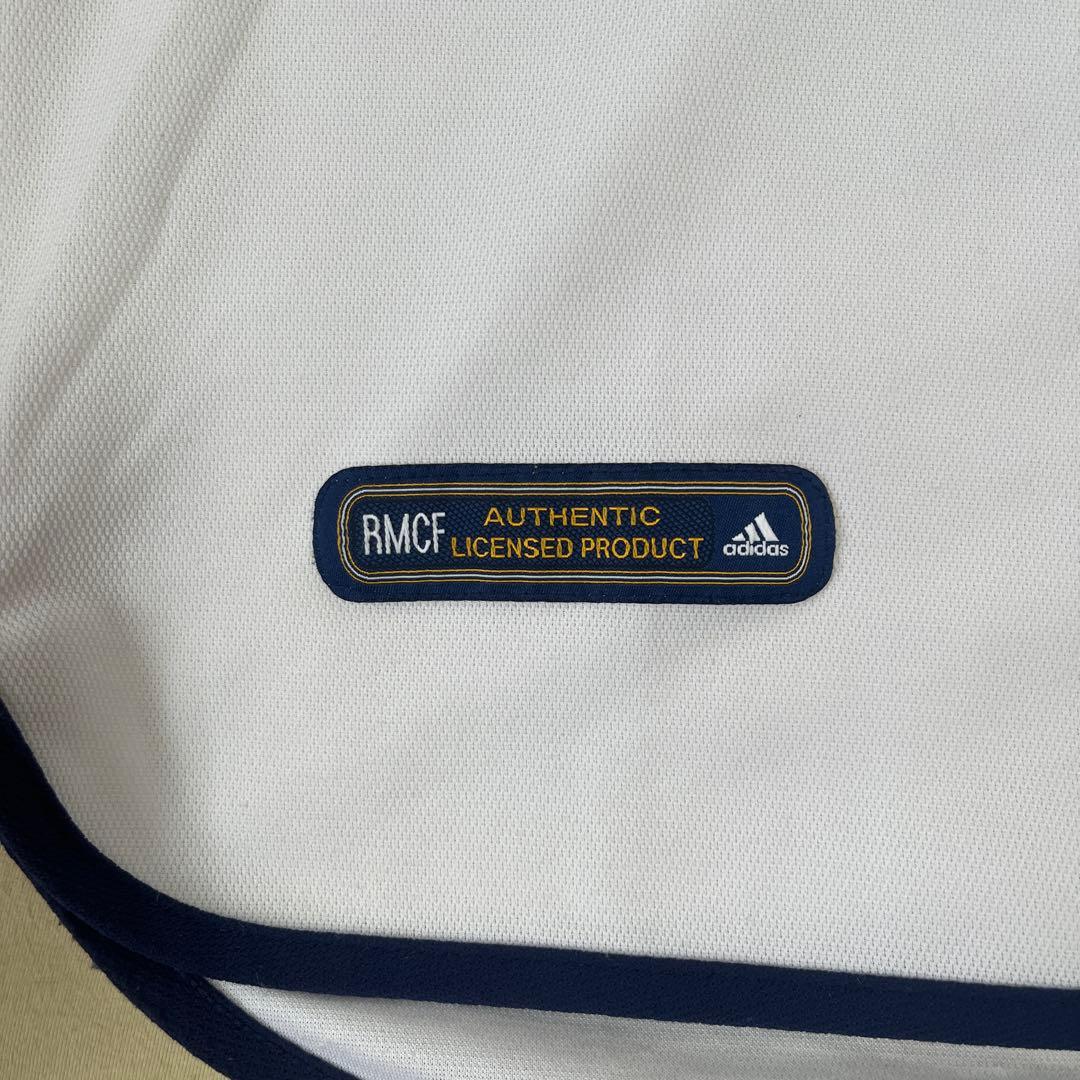 RMCF
AUTHENTIC
LICENSED PRODUCT
adidas